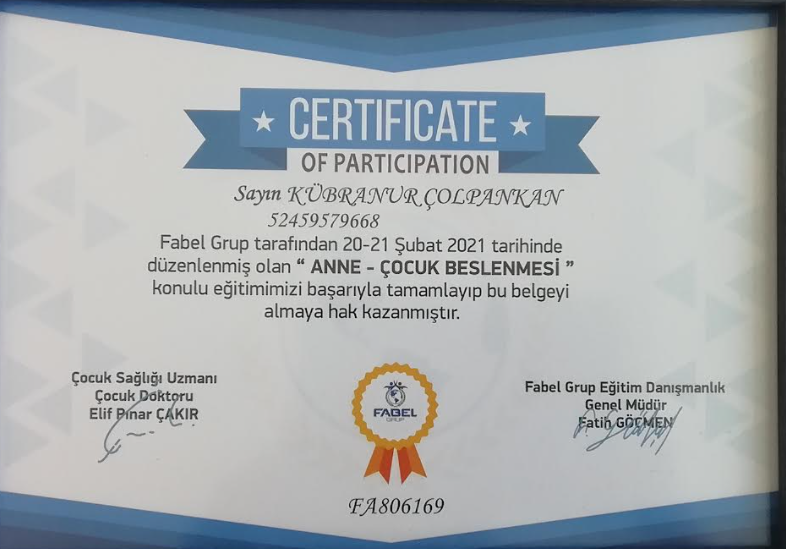 CERTIFICATE
OF PARTICIPATION
Sayın KÜBRANUR ÇOLPANKAN
52459579668
Fabel Grup tarafından 20-21 Şubat 2021 tarihinde
düzenlenmiş olan “ ANNE - ÇOCUK BESLENMESİ ”
konulu eğitimimizi başarıyla tamamlayıp bu belgeyi
almaya hak kazanmıştır.
Çocuk Sağlığı Uzmanı
Çocuk Doktoru
Elif Pınar ÇAKIR
FABEL
GRUP
Fabel Grup Eğitim Danışmanlık
Genel Müdür
Fatih GÖÇMEN
FA806169